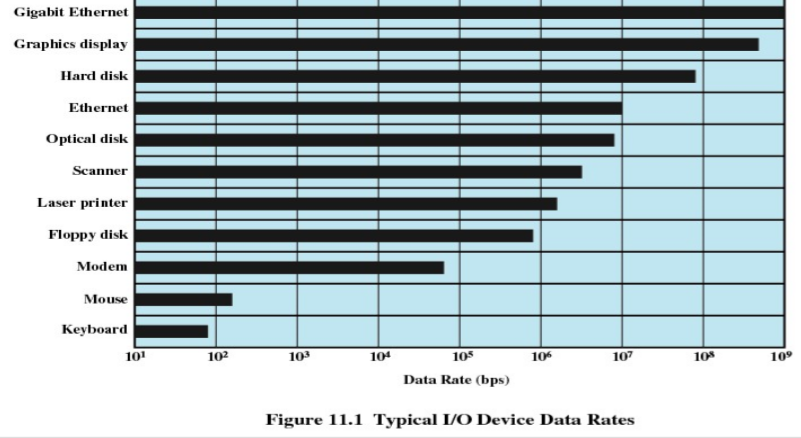 Gigabit Ethernet
Graphics display
Hard disk
Ethernet
Optical disk
Scanner
Laser printer
Floppy disk
Modem
Mouse
Keyboard
10¹ 10² 10³ 10⁴ 10⁵ 10⁶ 10⁷ 10⁸ 10⁹
Data Rate (bps)
Figure 11.1 Typical I/O Device Data Rates